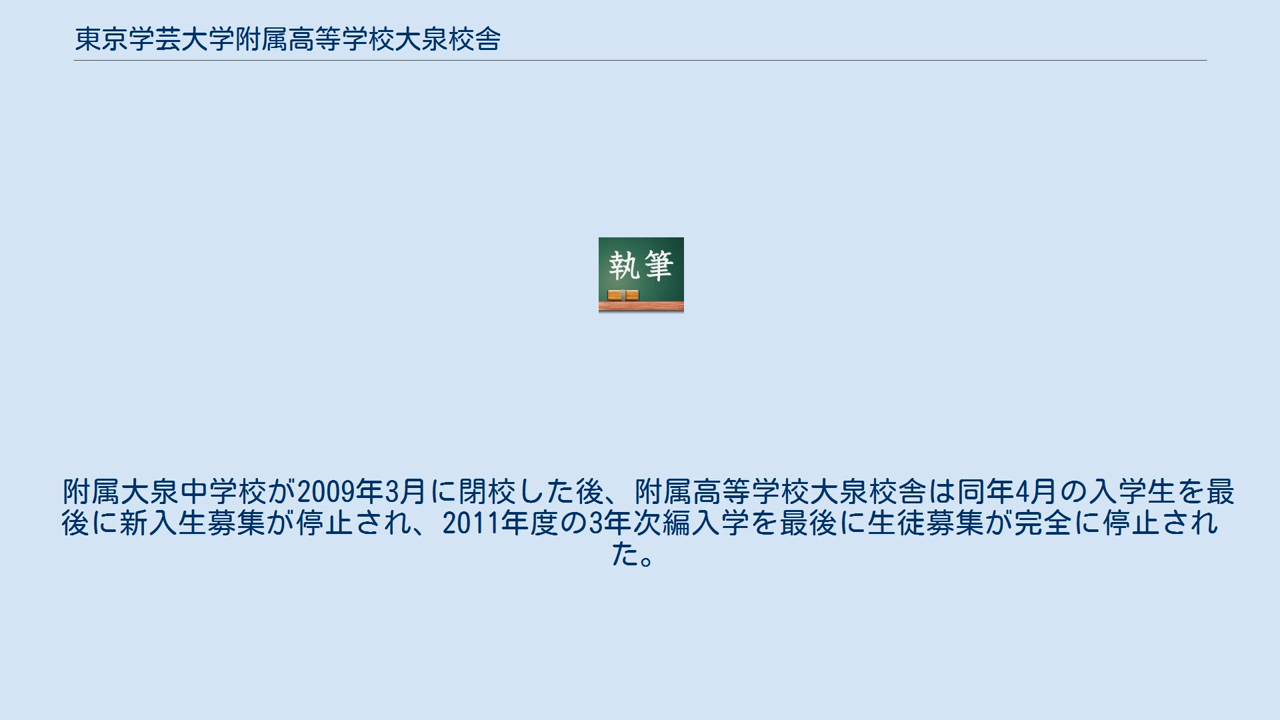 東京学芸大学附属高等学校大泉校舎
執筆
附属大泉中学校が2009年3月に閉校した後、附属高等学校大泉校舎は同年4月の入学生を最
後に新入生募集が停止され、2011年度の3年次編入学を最後に生徒募集が完全に停止され
た。